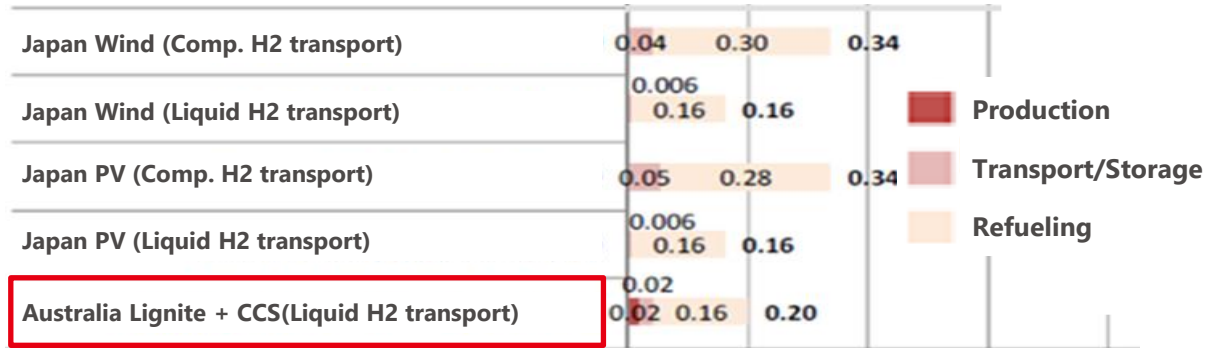 Japan Wind (Comp. H2 transport) 0.04 0.30 0.34
0.006
Japan Wind (Liquid H2 transport) 0.16 0.16
Production
Japan PV (Comp. H2 transport) 0.05 0.28 0.34
Transport/Storage
0.006
Refueling
Japan PV (Liquid H2 transport) 0.16 0.16
0.02
Australia Lignite + CCS(Liquid H2 transport) 0.02 0.16 0.20